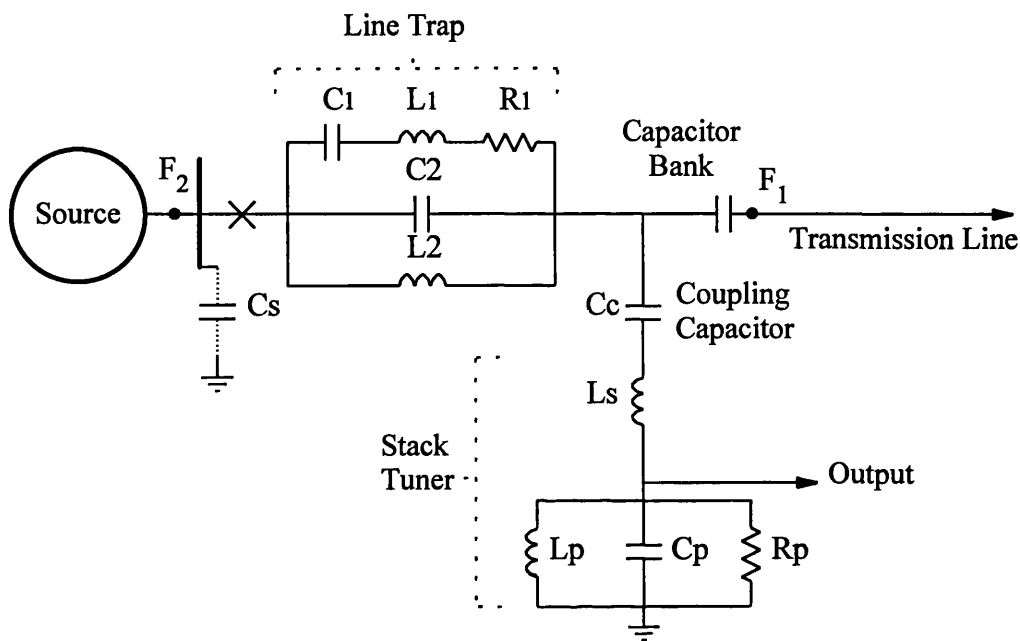 Line Trap
C1 L1 R1
Capacitor
Bank
C2
F2
F1
Source
Transmission Line
L2
Cs
Cc
Coupling
Capacitor
Ls
Stack
Tuner
Output
Lp
Cp
Rp